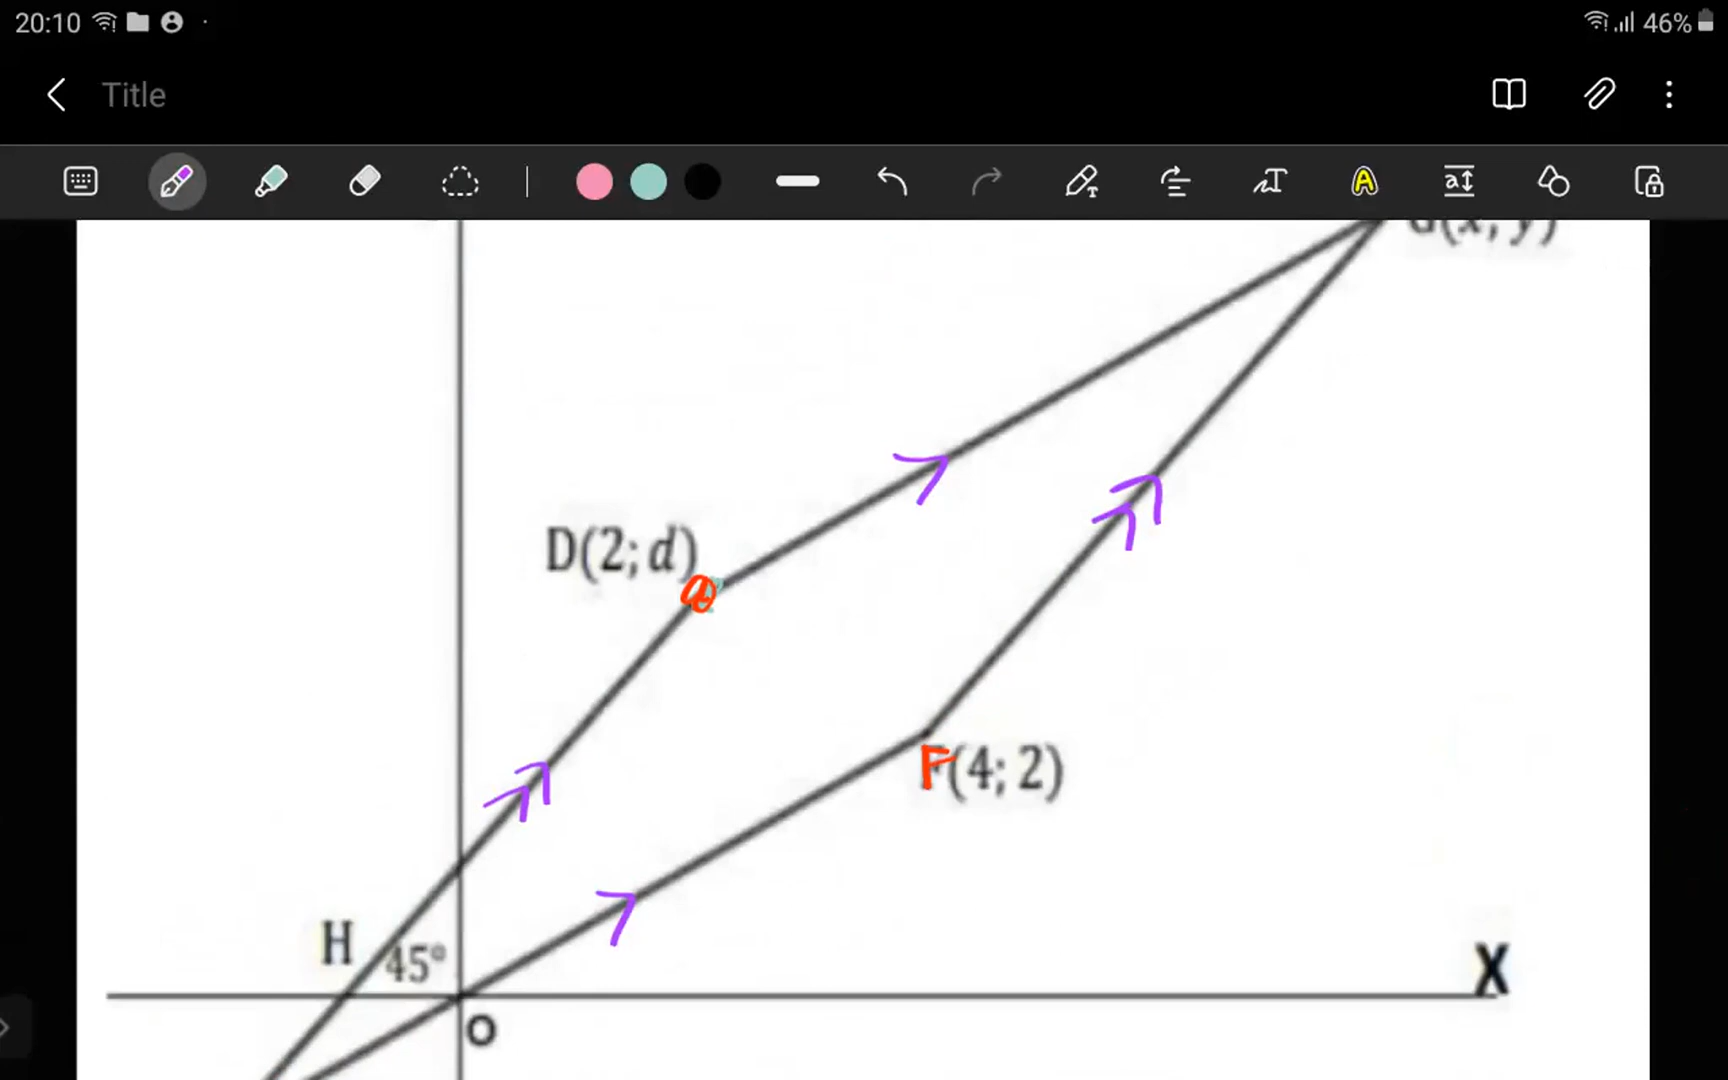 20:10
46%
Title
G(x; y)
D(2; d)
F(4; 2)
H
45°
X
O